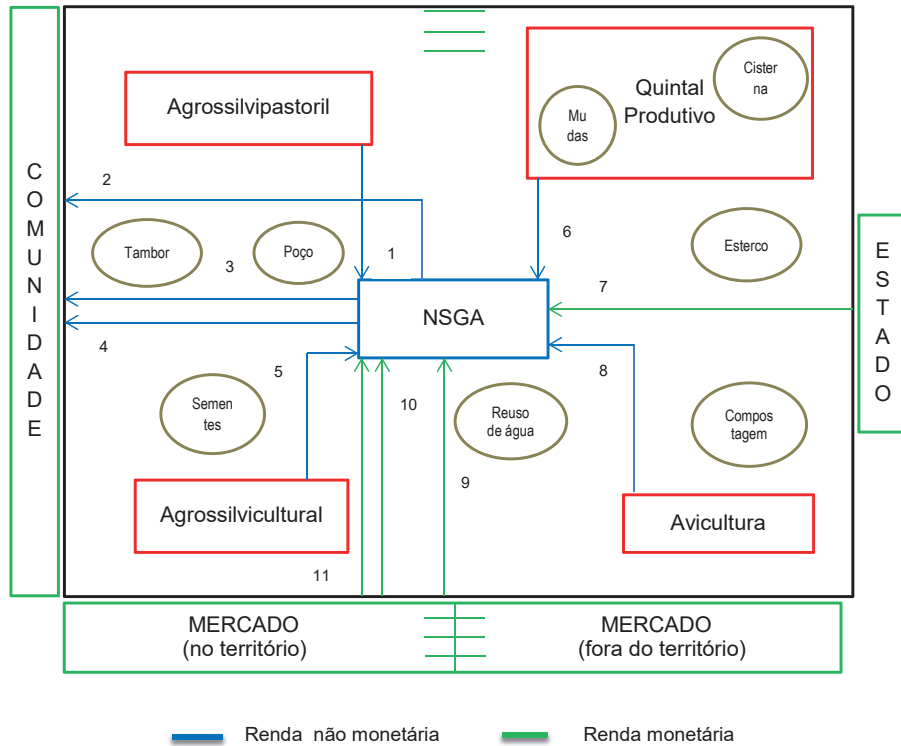 Agrossilvipastoril
Quintal
Produtivo
Cister
na
Mu
das
C
O
M
U
N
I
D
A
D
E
2
Tambor
3
Poço
1
6
Esterco
7
E
S
T
A
D
O
NSGA
4
5
8
Semen
tes
10
Reuso
de água
Compos
tagem
9
Agrossilvicultural
Avicultura
11
MERCADO
(no território)
MERCADO
(fora do território)
Renda não monetária
Renda monetária